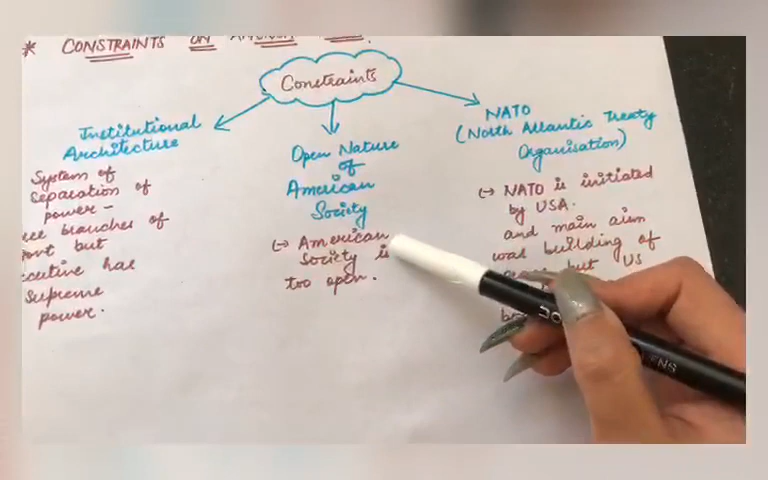 * CONSTRAINTS ON
Constraints
Institutional
Architecture
System of
Separation of
power -
branches of
but
has
Supreme
power.
Open Nature
of
American
Society
↪ American
Society is
too open.
NATO
(North Atlantic Treaty
Organisation)
↪ NATO is initiated
by USA.
and main aim
was building of
but US